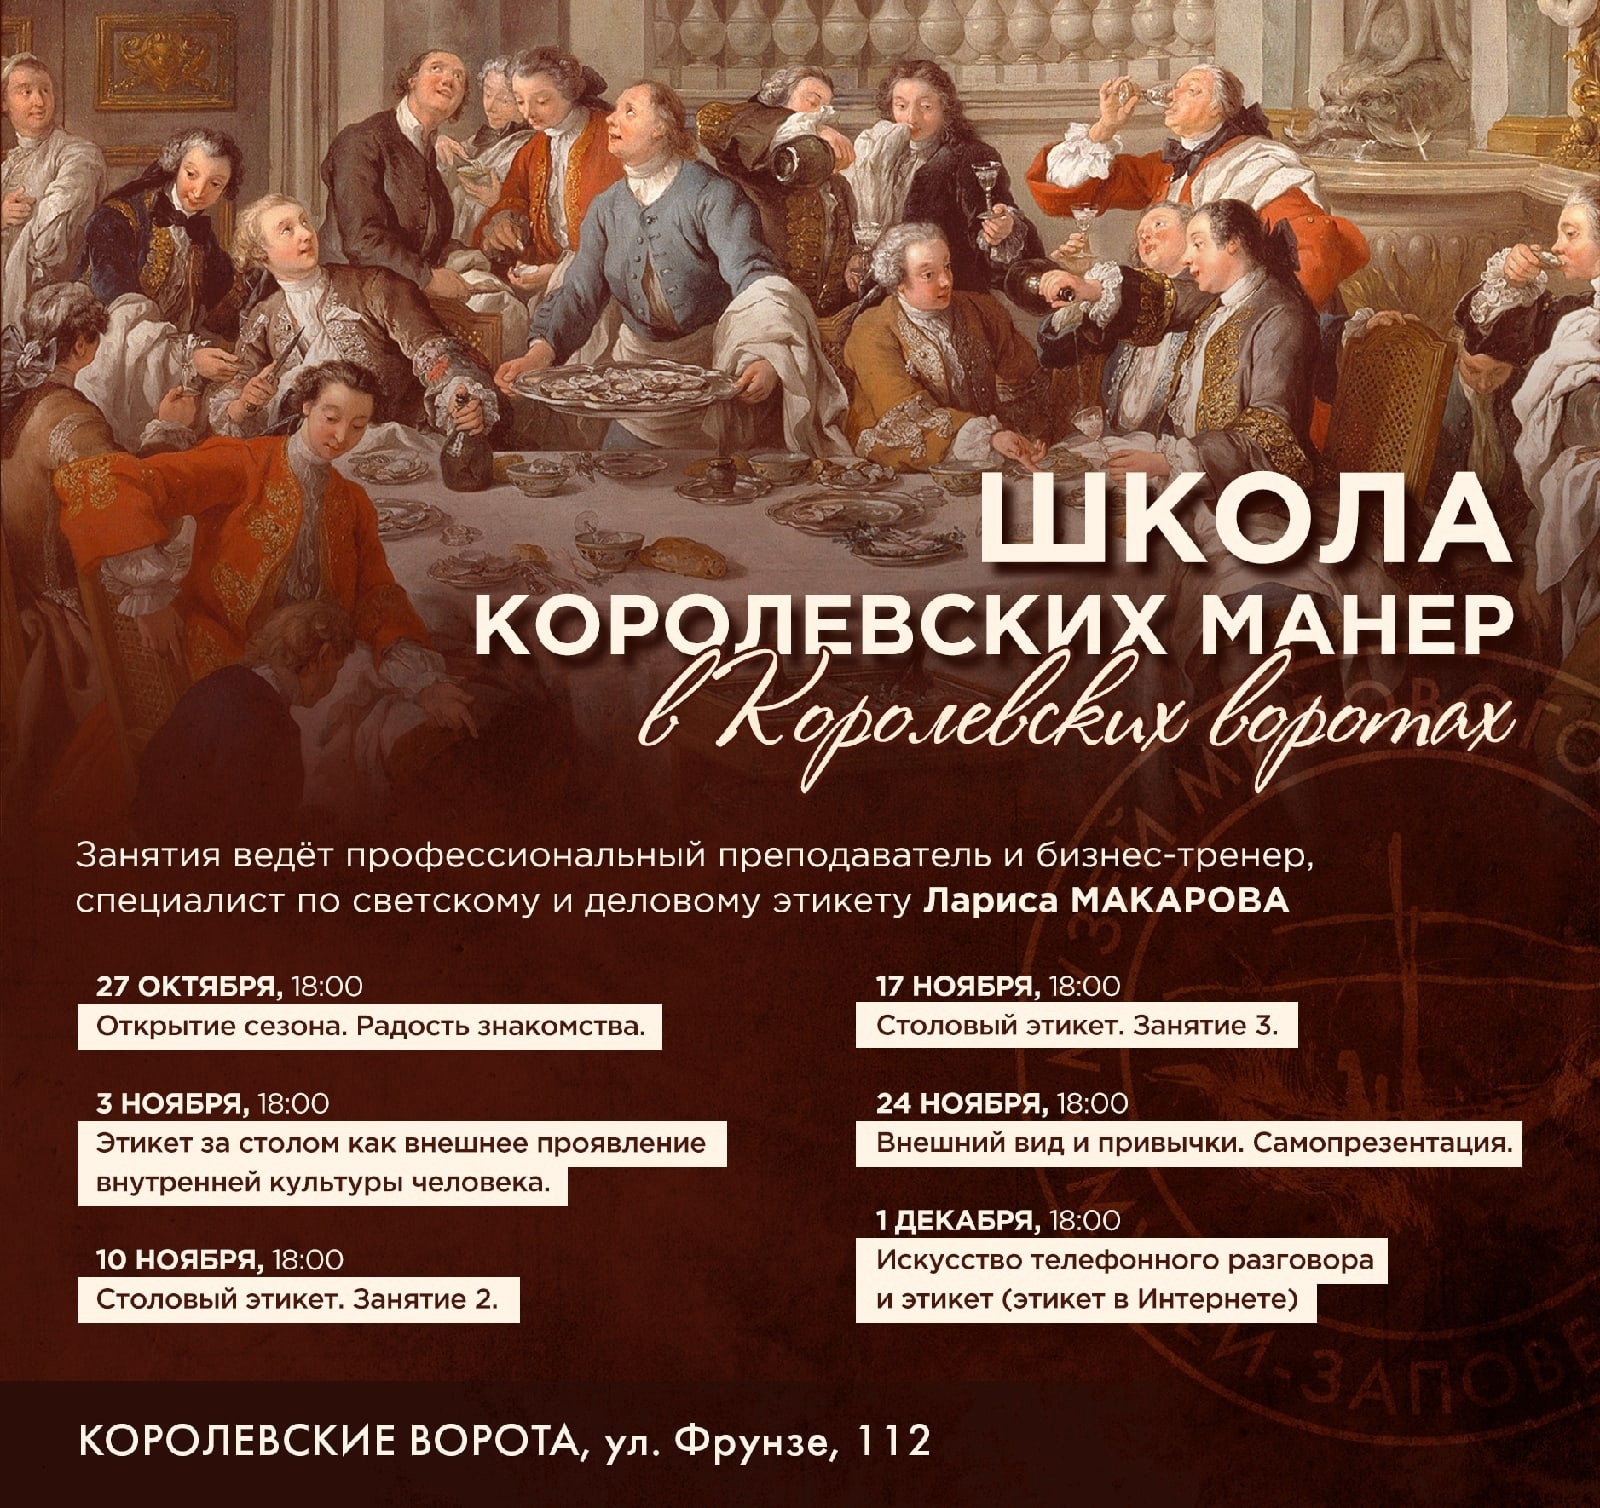 ШКОЛА
КОРОЛЕВСКИХ МАНЕР
в Королевских воротах
Занятия ведёт профессиональный преподаватель и бизнес-тренер,
специалист по светскому и деловому этикету Лариса МАКАРОВА
27 ОКТЯБРЯ, 18:00
Открытие сезона. Радость знакомства.
3 НОЯБРЯ, 18:00
Этикет за столом как внешнее проявление
внутренней культуры человека.
10 НОЯБРЯ, 18:00
Столовый этикет. Занятие 2.
17 НОЯБРЯ, 18:00
Столовый этикет. Занятие 3.
24 НОЯБРЯ, 18:00
Внешний вид и привычки. Самопрезентация.
1 ДЕКАБРЯ, 18:00
Искусство телефонного разговора
и этикет (этикет в Интернете)
КОРОЛЕВСКИЕ ВОРОТА, ул. Фрунзе, 112